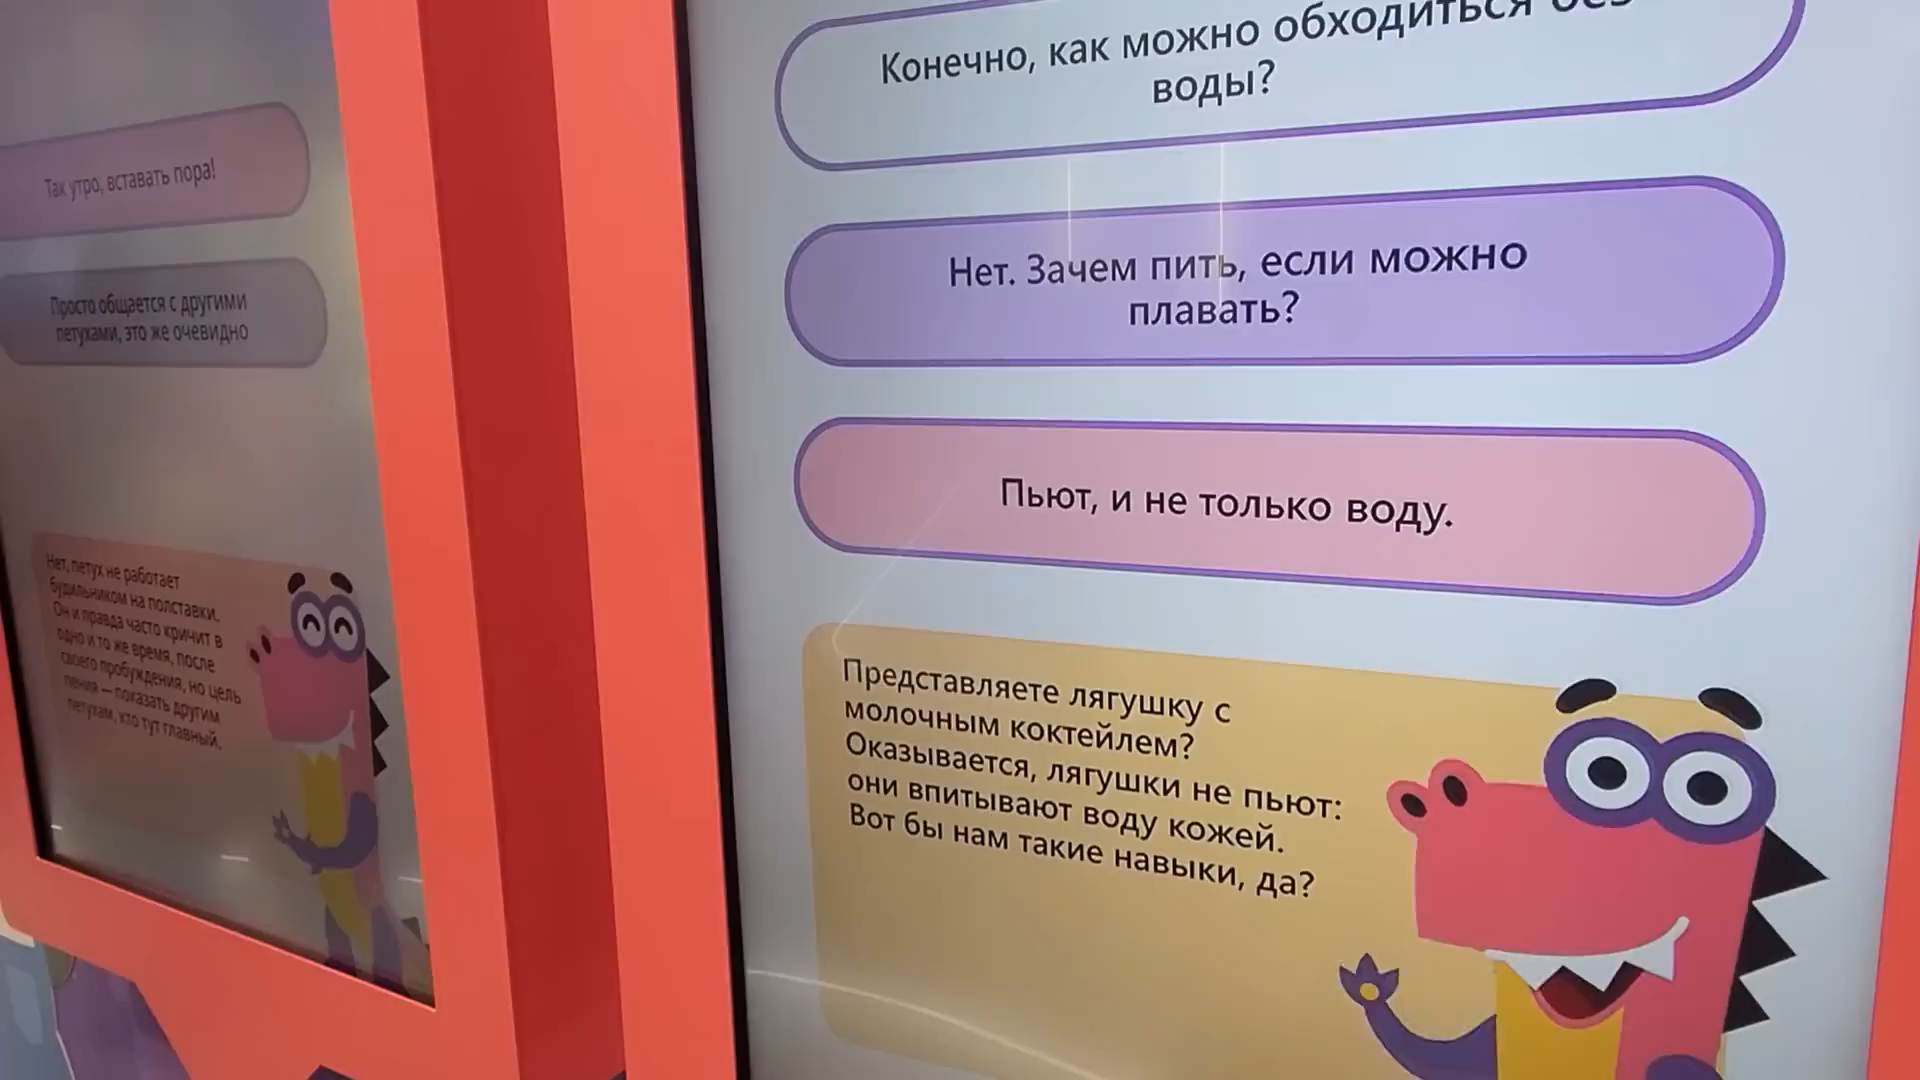 Так утро, вставать пора!
Просто общается с другими
петухами, это же очевидно
Нет, петух не работает
будильником на полставки.
Он и правда часто кричит в
одно и то же время, после
своего пробуждения, но цель
пения — показать другим
петухам, кто тут главный.
Конечно, как можно обходиться без
воды?
Нет. Зачем пить, если можно
плавать?
Пьют, и не только воду.
Представляете лягушку с
молочным коктейлем?
Оказывается, лягушки не пьют:
они впитывают воду кожей.
Вот бы нам такие навыки, да?